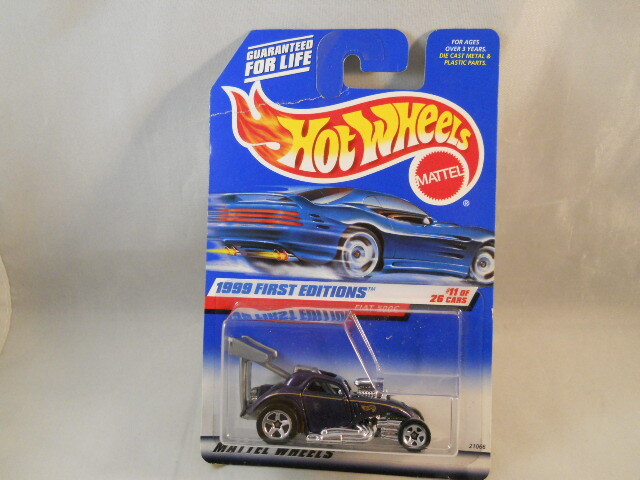 GUARANTEED
FOR LIFE
FOR AGES
OVER 3 YEARS.
DIE CAST METAL &
PLASTIC PARTS.
HOT WHEELS
MATTEL
®
1999 FIRST EDITIONS™
#11 OF
26 CARS
FIAT 500C
MATTEL WHEELS
21066